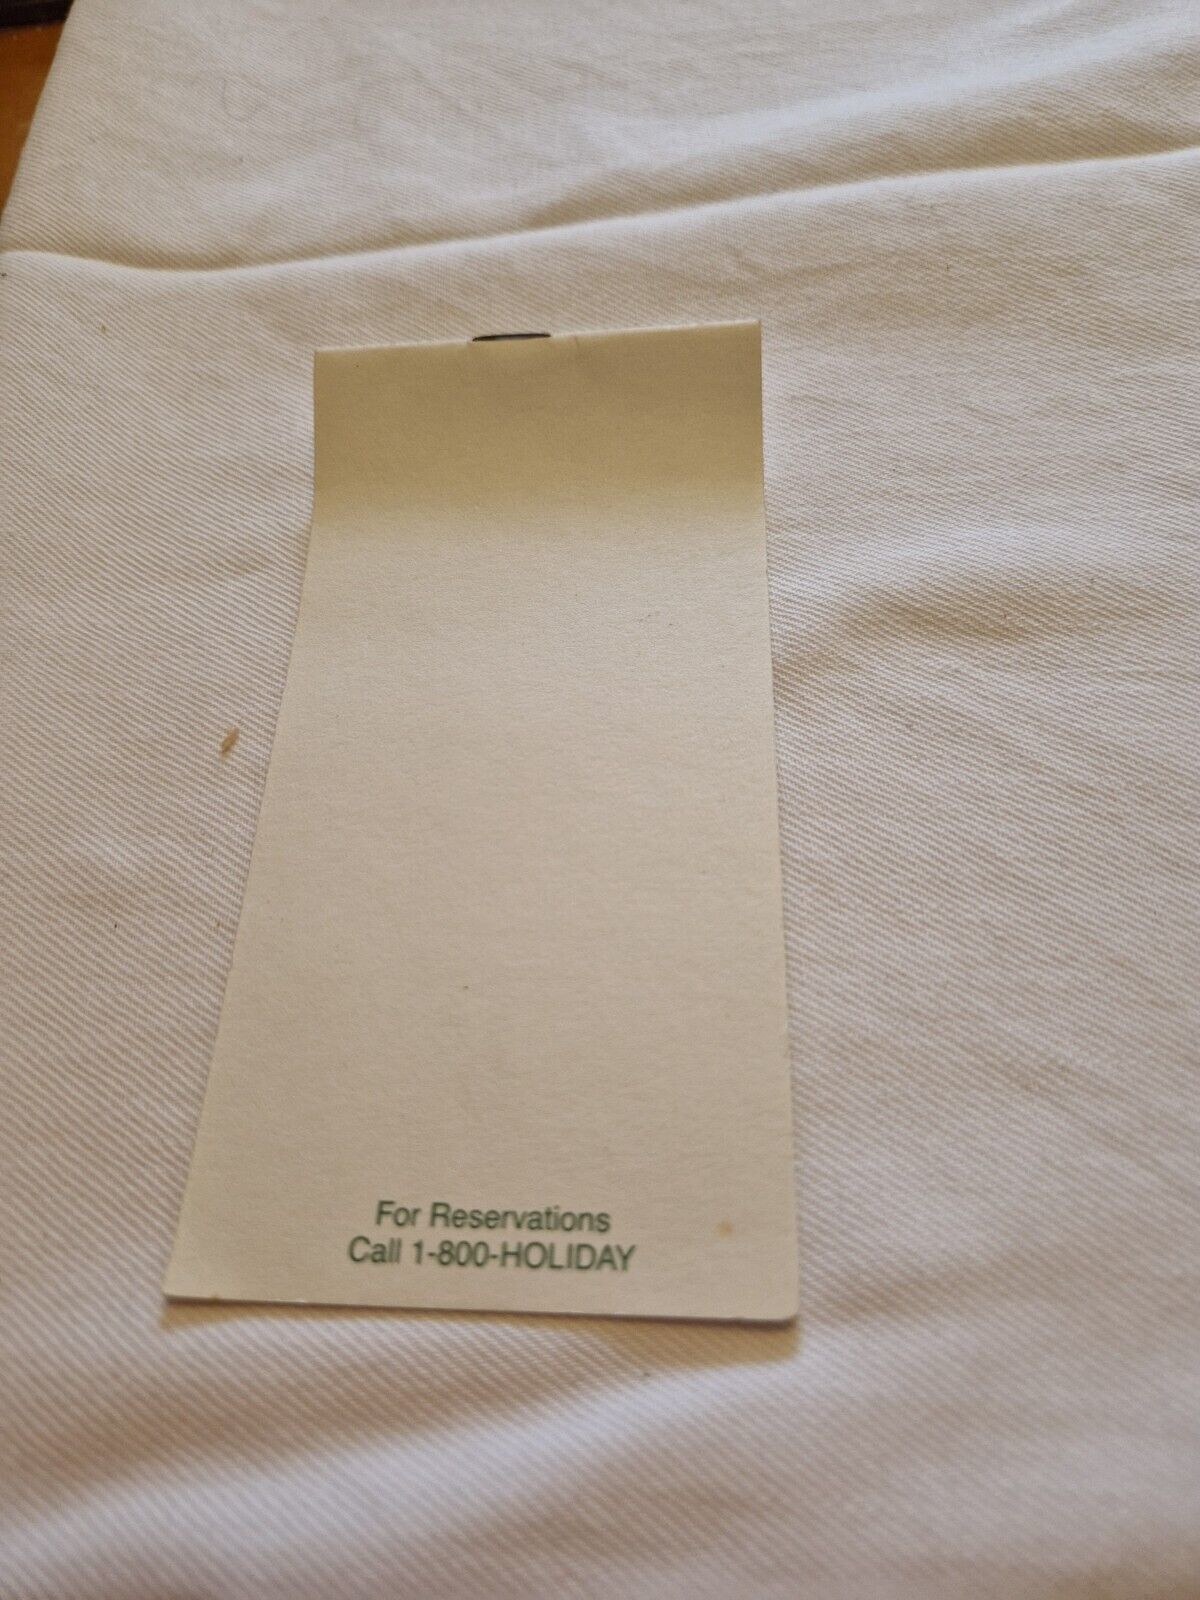 For Reservations
Call 1-800-HOLIDAY